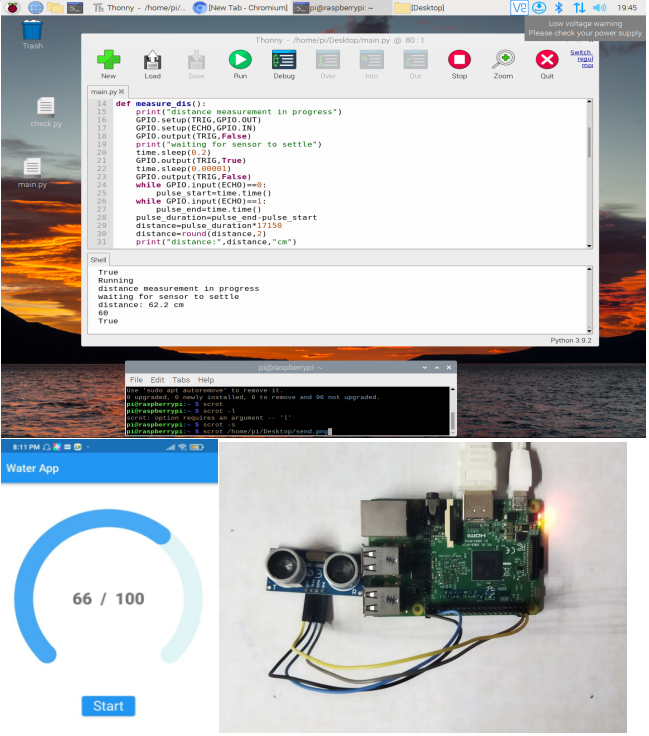 Thonny - /home/pi/...
[New Tab - Chromium]
pi@raspberrypi: ~
[Desktop]
19:45
Low voltage warning
Please check your power supply
Trash
check.py
main.py
Thonny - /home/pi/Desktop/main.py @ 80 : 1
New Load Save Run Debug Over Into Out Stop Zoom Quit
Switch
regul
mo
main.py
14 def measure_dis():
15 print("distance measurement in progress")
16 GPIO.setup(TRIG,GPIO.OUT)
17 GPIO.setup(ECHO,GPIO.IN)
18 GPIO.output(TRIG,False)
19 print("waiting for sensor to settle")
20 time.sleep(0.2)
21 GPIO.output(TRIG,True)
22 time.sleep(0.00001)
23 GPIO.output(TRIG,False)
24 while GPIO.input(ECHO)==0:
25 pulse_start=time.time()
26 while GPIO.input(ECHO)==1:
27 pulse_end=time.time()
28 pulse_duration=pulse_end-pulse_start
29 distance=pulse_duration*17150
30 distance=round(distance,2)
31 print("distance:",distance,"cm")
Shell
True
Running
distance measurement in progress
waiting for sensor to settle
distance: 62.2 cm
60
True
Python 3.9.2
pi@raspberrypi: ~
File Edit Tabs Help
Use 'sudo apt autoremove' to remove it.
0 upgraded, 0 newly installed, 0 to remove and 96 not upgraded.
pi@raspberrypi:~ $ scrot
pi@raspberrypi:~ $ scrot -l
scrot: option requires an argument -- 'l'
pi@raspberrypi:~ $ scrot -s
pi@raspberrypi:~ $ scrot /home/pi/Desktop/send.png
8:11 PM
Water App
66 / 100
Start
HDMI
T
R